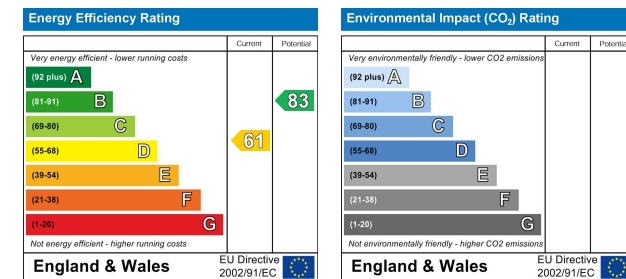 Energy Efficiency Rating
Current Potential
Very energy efficient - lower running costs
(92 plus) A
(81-91) B
83
(69-80) C
61
(55-68) D
(39-54) E
(21-38) F
(1-20) G
Not energy efficient - higher running costs
England & Wales
EU Directive
2002/91/EC
Environmental Impact (CO2) Rating
Current Potential
Very environmentally friendly - lower CO2 emissions
(92 plus) A
(81-91) B
(69-80) C
(55-68) D
(39-54) E
(21-38) F
(1-20) G
Not environmentally friendly - higher CO2 emissions
England & Wales
EU Directive
2002/91/EC